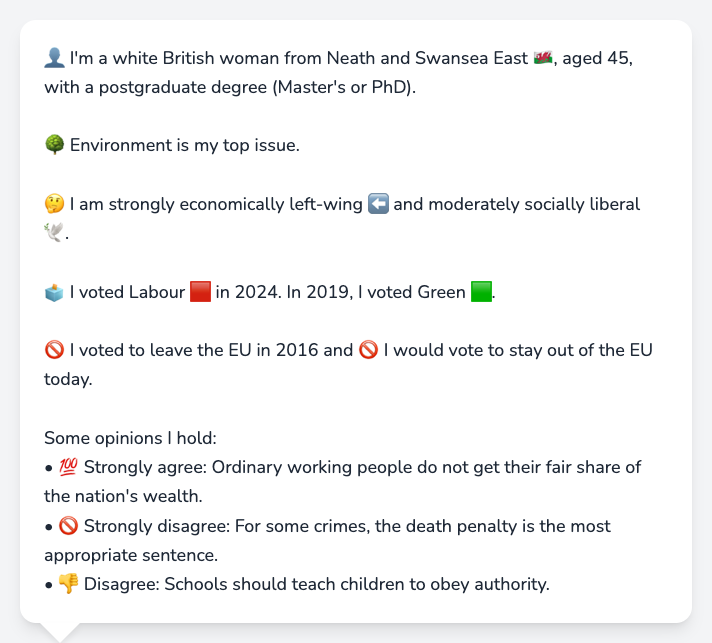 👤 I'm a white British woman from Neath and Swansea East 🏴󠁧󠁢󠁷󠁬󠁳󠁿, aged 45,
with a postgraduate degree (Master's or PhD).
🌳 Environment is my top issue.
🤔 I am strongly economically left-wing ⬅️ and moderately socially liberal
🕊️.
🗳️ I voted Labour 🟥 in 2024. In 2019, I voted Green 🟩.
🚫 I voted to leave the EU in 2016 and 🚫 I would vote to stay out of the EU
today.
Some opinions I hold:
• 💯 Strongly agree: Ordinary working people do not get their fair share of
the nation's wealth.
• 🚫 Strongly disagree: For some crimes, the death penalty is the most
appropriate sentence.
• 👎 Disagree: Schools should teach children to obey authority.